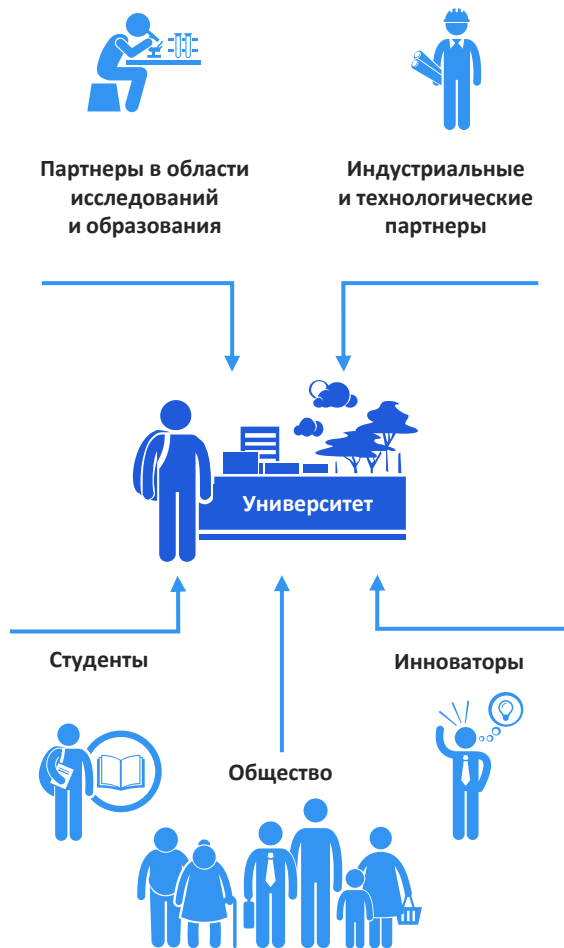 Партнеры в области
исследований
и образования
Индустриальные
и технологические
партнеры
Университет
Студенты
Инноваторы
Общество